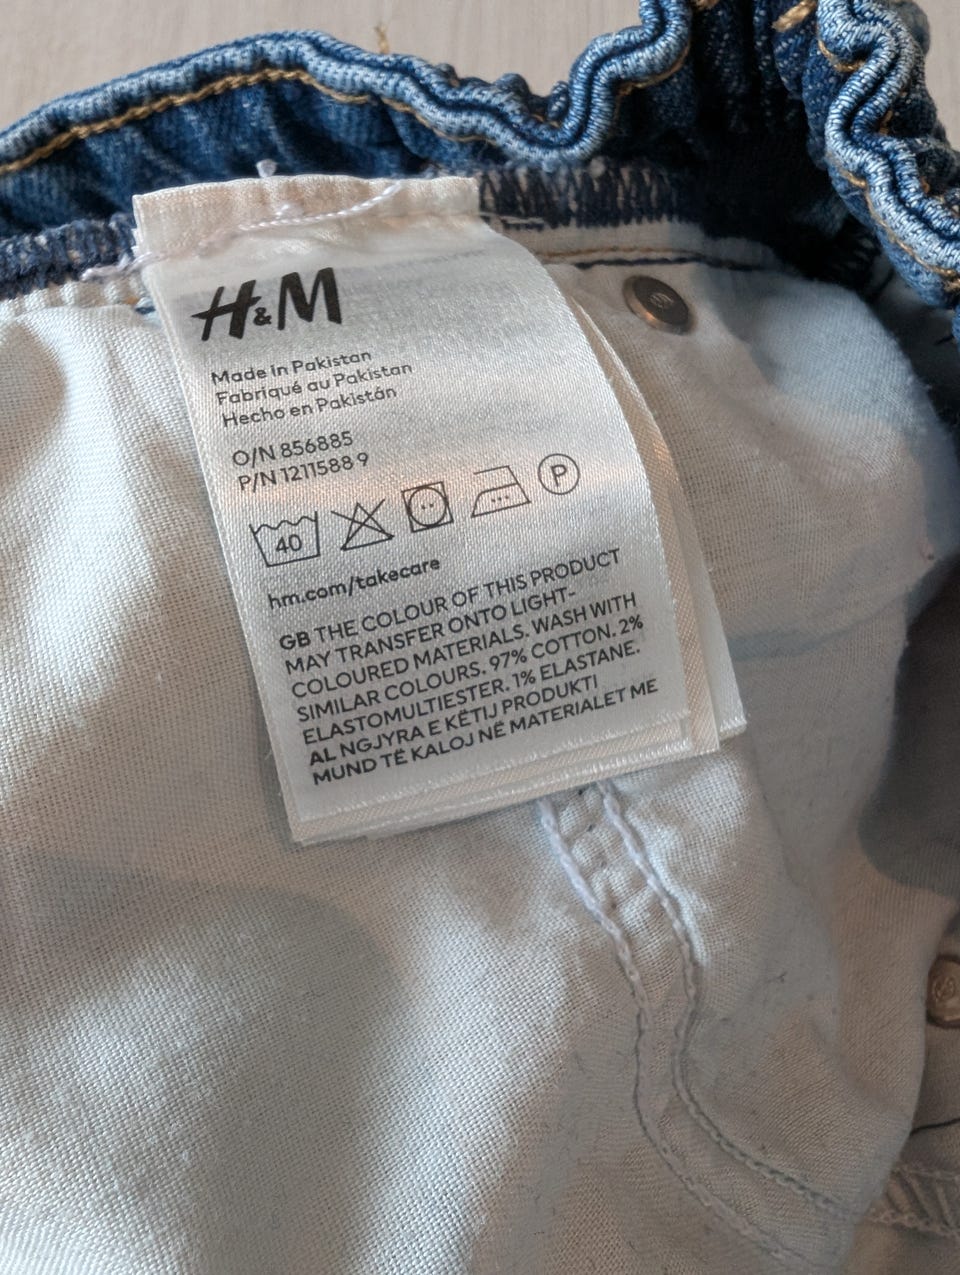 H&M
Made in Pakistan
Fabriqué au Pakistan
Hecho en Pakistán
O/N 856885
P/N 1211588 9
40
P
hm.com/takecare
GB THE COLOUR OF THIS PRODUCT
MAY TRANSFER ONTO LIGHT-
COLOURED MATERIALS. WASH WITH
SIMILAR COLOURS. 97% COTTON. 2%
ELASTOMULTIESTER. 1% ELASTANE.
AL NGJYRA E KËTIJ PRODUKTI
MUND TË KALOJ NË MATERIALET ME